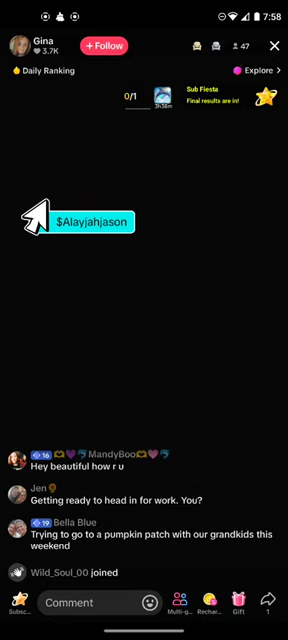 7:58
Gina
3.7K
+ Follow
47
Daily Ranking
Explore >
0/1
3h38m
Sub Fiesta
Final results are in!
$Alayjahjason
16 🫶💜🐬MandyBoo🫶💜🐬
Hey beautiful how r u
Jen🌻
Getting ready to head in for work. You?
19 Bella Blue
Trying to go to a pumpkin patch with our grandkids this
weekend
Wild_Soul_00 joined
Comment
Subsc...
Multi-g...
Rechar...
Gift
1